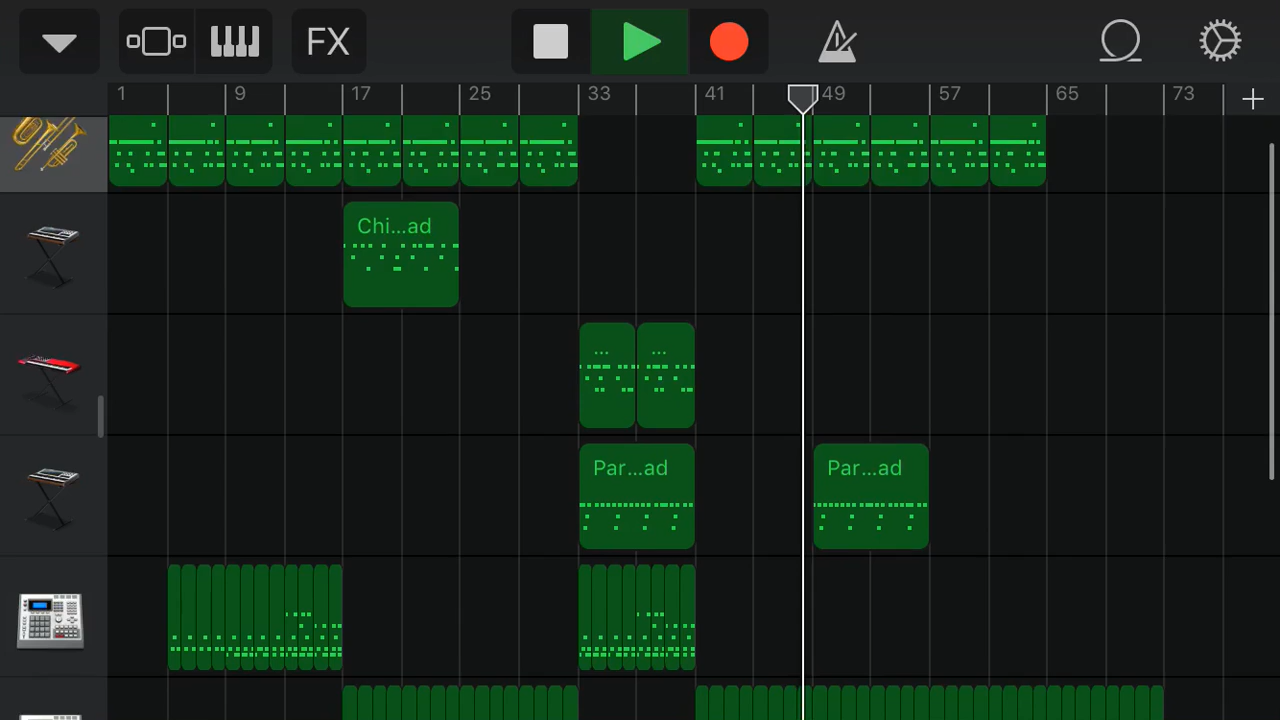 FX
1 9 17 25 33 41 49 57 65 73
Chi...ad
... ...
Par...ad Par...ad